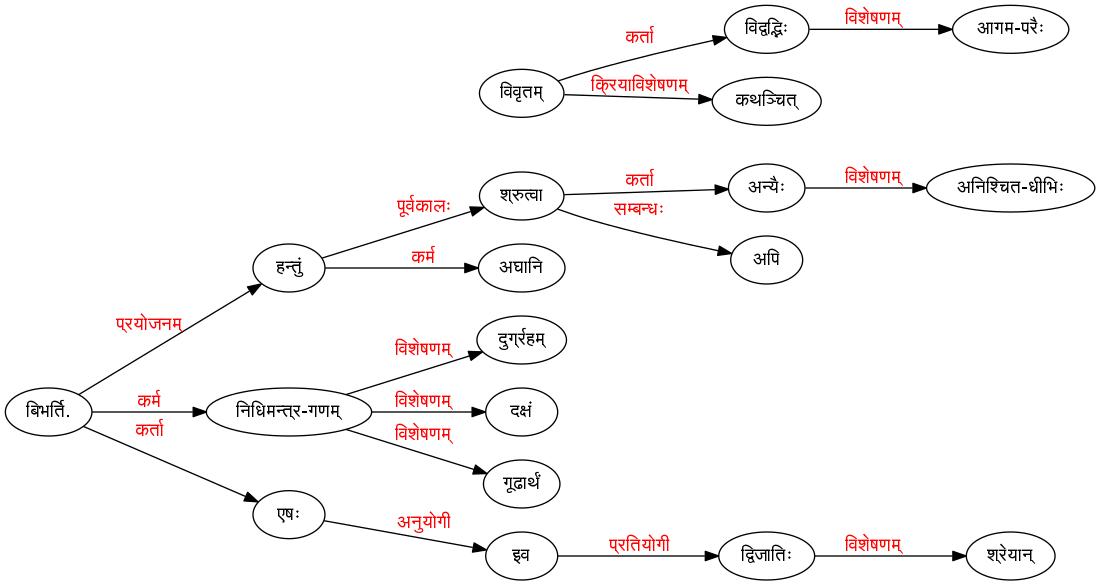 विशेषणम्
विद्वद्भिः
आगम-परैः
कर्ता
क्रियाविशेषणम्
विवृतम्
कथञ्चित्
कर्ता
विशेषणम्
श्रुत्वा
अन्यैः
अनिश्चित-धीभिः
पूर्वकालः
सम्बन्धः
कर्म
हन्तुं
अघानि
अपि
प्रयोजनम्
दुर्ग्रहम्
विशेषणम्
कर्म
विशेषणम्
बिभर्ति.
निधिमन्त्र-गणम्
दक्षं
कर्ता
विशेषणम्
गूढार्थं
एषः
अनुयोगी
प्रतियोगी
विशेषणम्
इव
द्विजातिः
श्रेयान्